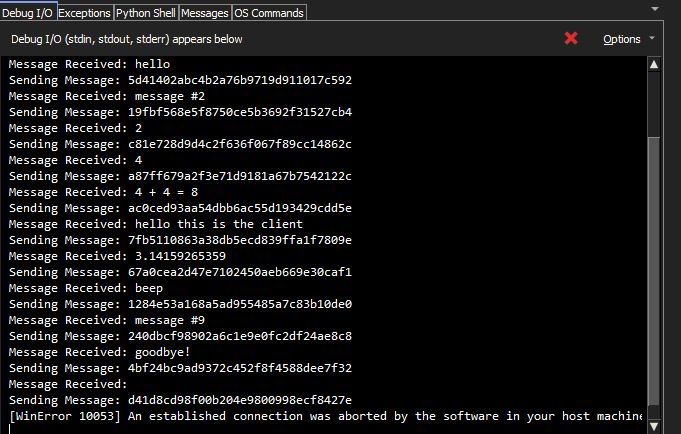 Debug I/O Exceptions Python Shell Messages OS Commands
Debug I/O (stdin, stdout, stderr) appears below Options
Message Received: hello
Sending Message: 5d41402abc4b2a76b9719d911017c592
Message Received: message #2
Sending Message: 19fbf568e5f8750ce5b3692f31527cb4
Message Received: 2
Sending Message: c81e728d9d4c2f636f067f89cc14862c
Message Received: 4
Sending Message: a87ff679a2f3e71d9181a67b7542122c
Message Received: 4 + 4 = 8
Sending Message: ac0ced93aa54dbb6ac55d193429cdd5e
Message Received: hello this is the client
Sending Message: 7fb5110863a38db5ecd839ffa1f7809e
Message Received: 3.14159265359
Sending Message: 67a0cea2d47e7102450aeb669e30caf1
Message Received: beep
Sending Message: 1284e53a168a5ad955485a7c83b10de0
Message Received: message #9
Sending Message: 240dbcf98902a6c1e9e0fc2df24ae8c8
Message Received: goodbye!
Sending Message: 4bf24bc9ad9372c452f8f4588dee7f32
Message Received:
Sending Message: d41d8cd98f00b204e9800998ecf8427e
[WinError 10053] An established connection was aborted by the software in your host machine